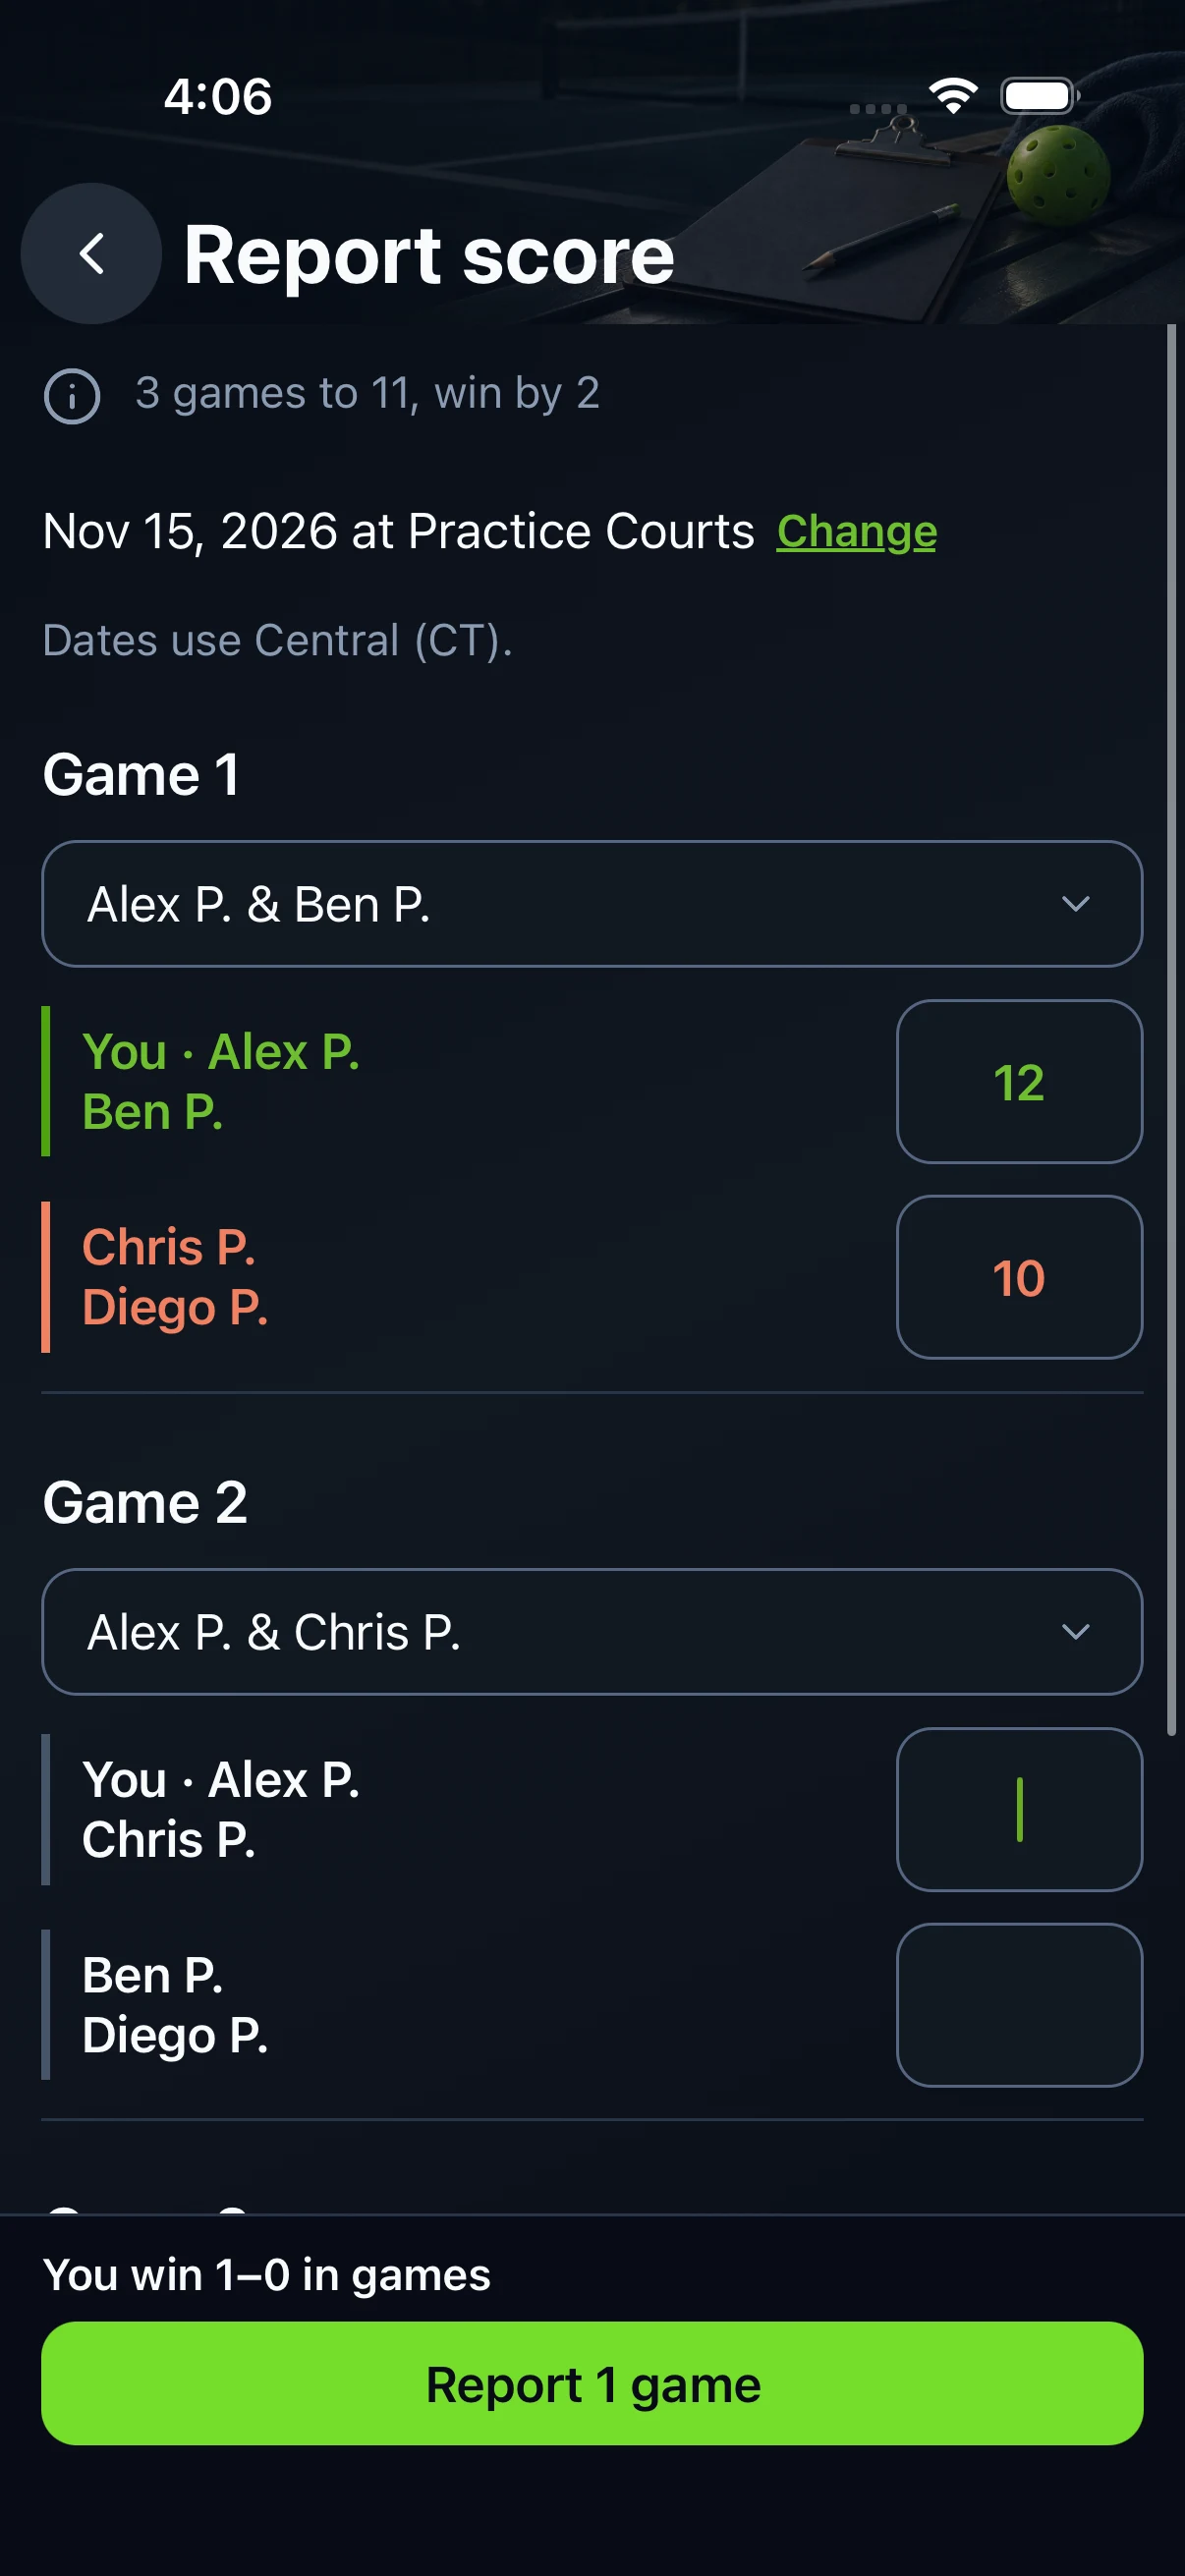 4:06
Report score
3 games to 11, win by 2
Nov 15, 2026 at Practice Courts Change
Dates use Central (CT).
Game 1
Alex P. & Ben P.
You · Alex P.
Ben P.
12
Chris P.
Diego P.
10
Game 2
Alex P. & Chris P.
You · Alex P.
Chris P.
Ben P.
Diego P.
You win 1–0 in games
Report 1 game